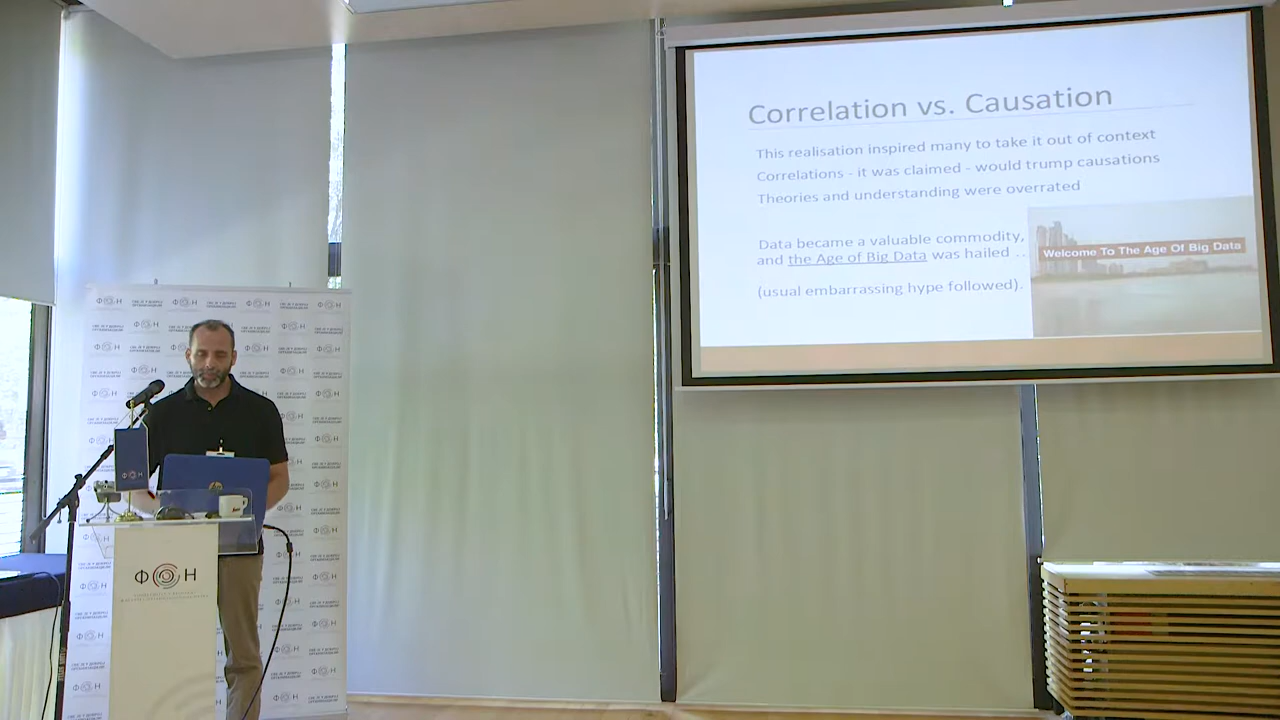 Correlation vs. Causation
This realisation inspired many to take it out of context
Correlations - it was claimed - would trump causations
Theories and understanding were overrated
Data became a valuable commodity,
and the Age of Big Data was hailed ...
(usual embarrassing hype followed).
Welcome To The Age Of Big Data
ФОН